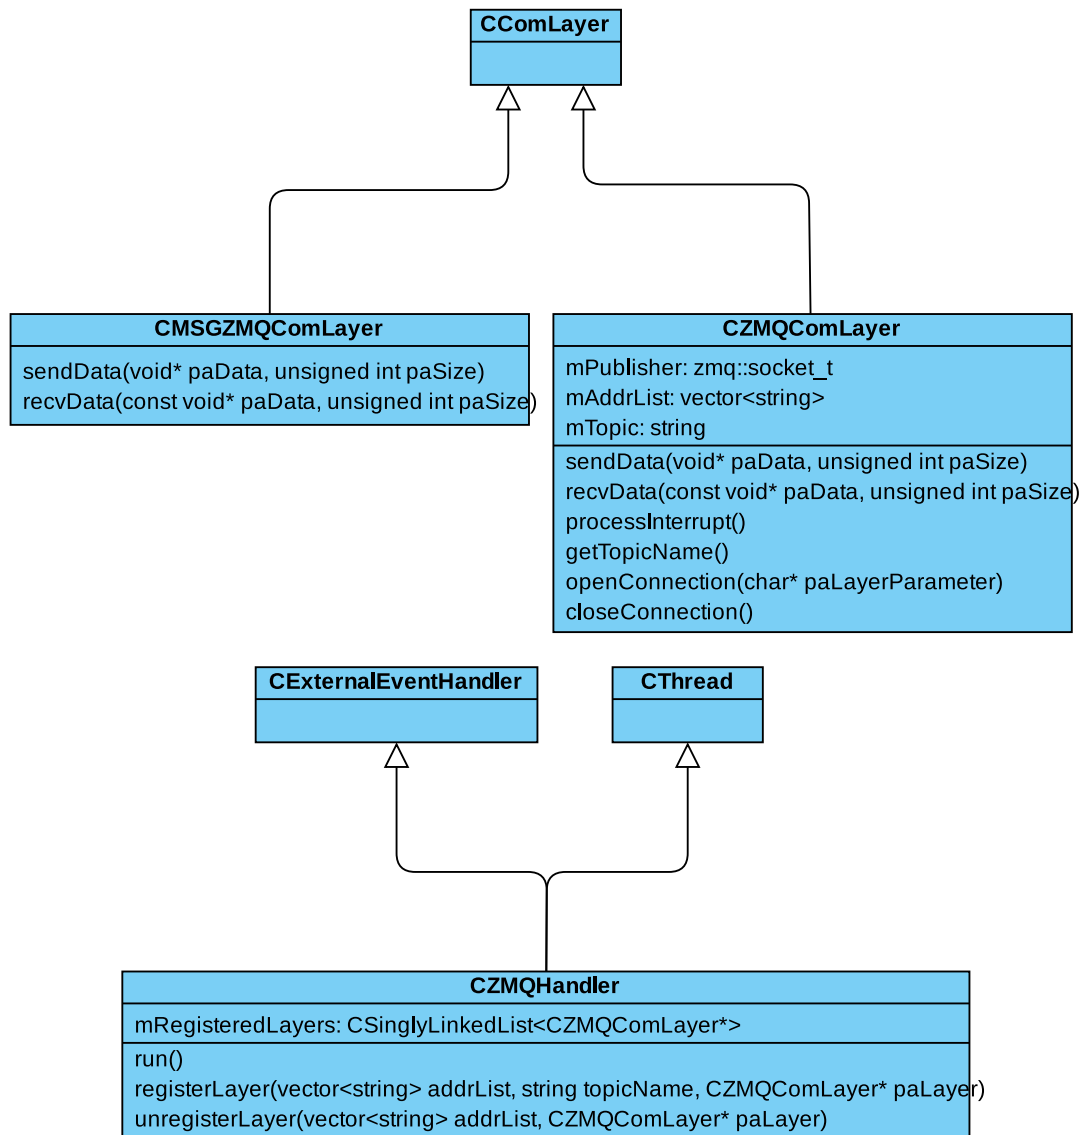 CComLayer
CMSGZMQComLayer
sendData(void* paData, unsigned int paSize)
recvData(const void* paData, unsigned int paSize)
CZMQComLayer
mPublisher: zmq::socket_t
mAddrList: vector<string>
mTopic: string
sendData(void* paData, unsigned int paSize)
recvData(const void* paData, unsigned int paSize)
processInterrupt()
getTopicName()
openConnection(char* paLayerParameter)
closeConnection()
CExternalEventHandler
CThread
CZMQHandler
mRegisteredLayers: CSinglyLinkedList<CZMQComLayer*>
run()
registerLayer(vector<string> addrList, string topicName, CZMQComLayer* paLayer)
unregisterLayer(vector<string> addrList, CZMQComLayer* paLayer)